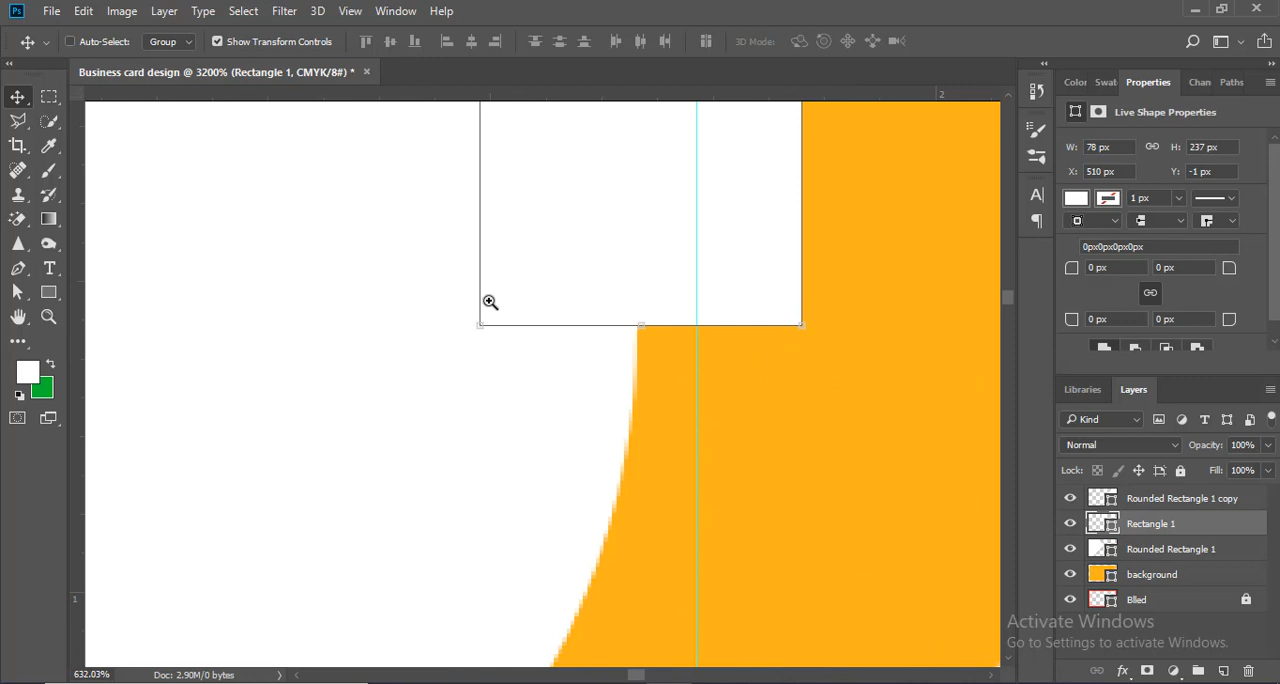 Ps File Edit Image Layer Type Select Filter 3D View Window Help
Auto-Select: Group Show Transform Controls 3D Mode:
Business card design @ 3200% (Rectangle 1, CMYK/8#) * ×
Color Swat Properties Chan Paths
2
Live Shape Properties
W: 78 px H: 237 px
X: 510 px Y: -1 px
1 px
0px0px0px0px
0 px 0 px
0 px 0 px
Libraries Layers
Kind
Normal Opacity: 100%
Lock: Fill: 100%
Rounded Rectangle 1 copy
Rectangle 1
Rounded Rectangle 1
background
Blled
1
Activate Windows
Go to Settings to activate Windows.
632.03% Doc: 2.90M/0 bytes